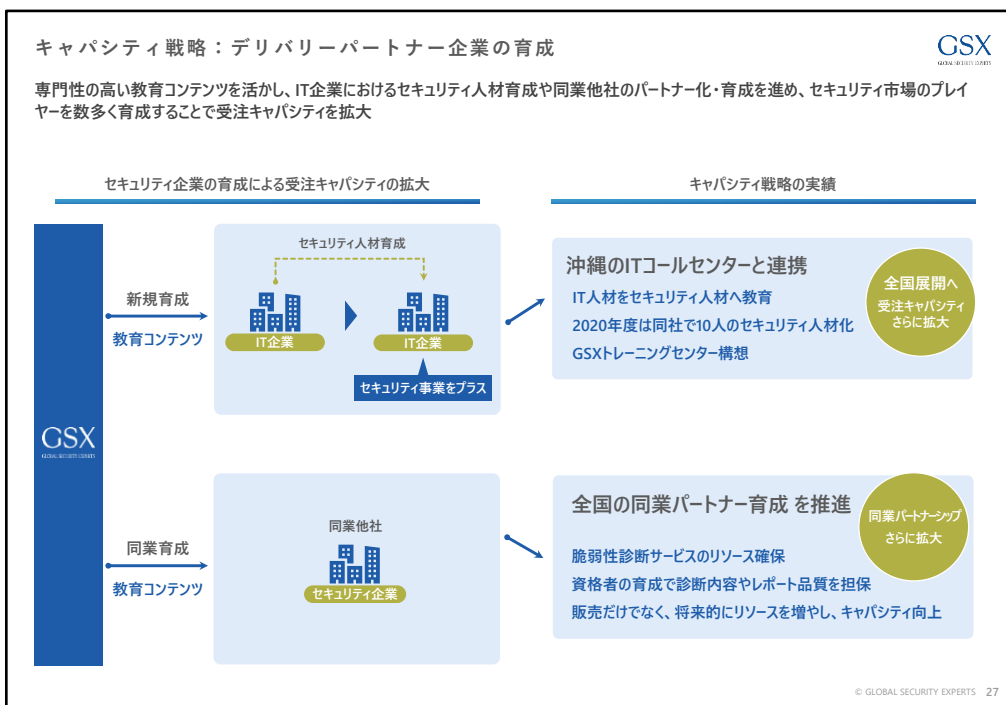 キャパシティ戦略：デリバリーパートナー企業の育成
GSX
GLOBAL SECURITY EXPERTS
専門性の高い教育コンテンツを活かし、IT企業におけるセキュリティ人材育成や同業他社のパートナー化・育成を進め、セキュリティ市場のプレイ
ヤーを数多く育成することで受注キャパシティを拡大
セキュリティ企業の育成による受注キャパシティの拡大
キャパシティ戦略の実績
GSX
GLOBAL SECURITY EXPERTS
新規育成
教育コンテンツ
セキュリティ人材育成
IT企業
IT企業
セキュリティ事業をプラス
沖縄のITコールセンターと連携
IT人材をセキュリティ人材へ教育
2020年度は同社で10人のセキュリティ人材化
GSXトレーニングセンター構想
全国展開へ
受注キャパシティ
さらに拡大
同業育成
教育コンテンツ
同業他社
セキュリティ企業
全国の同業パートナー育成 を推進
脆弱性診断サービスのリソース確保
資格者の育成で診断内容やレポート品質を担保
販売だけでなく、将来的にリソースを増やし、キャパシティ向上
同業パートナーシップ
さらに拡大
© GLOBAL SECURITY EXPERTS 27